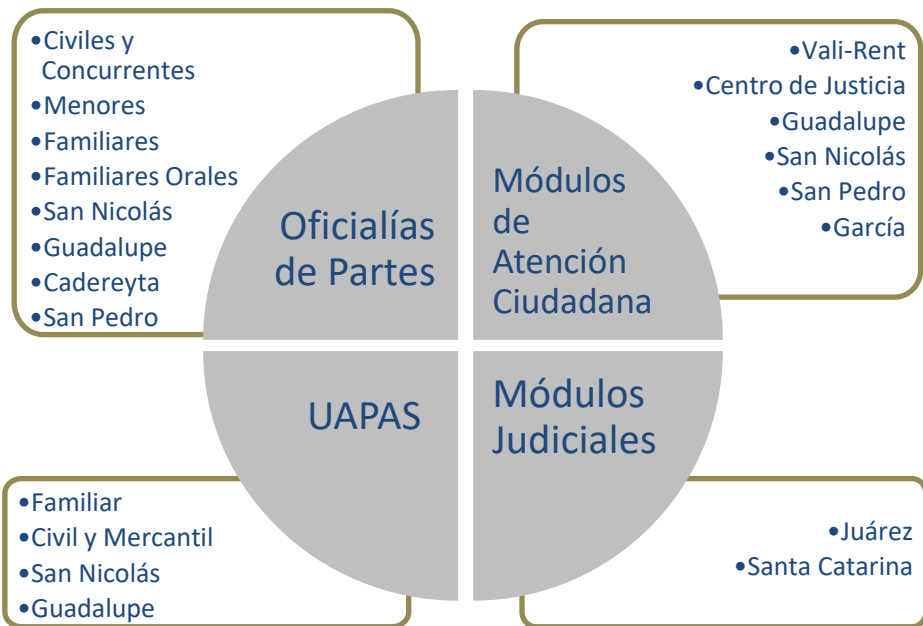 •Civiles y
Concurrentes
•Menores
•Familiares
•Familiares Orales
•San Nicolás
•Guadalupe
•Cadereyta
•San Pedro
•Vali-Rent
•Centro de Justicia
•Guadalupe
•San Nicolás
•San Pedro
•García
Oficialías
de Partes
Módulos
de
Atención
Ciudadana
UAPAS
Módulos
Judiciales
•Familiar
•Civil y Mercantil
•San Nicolás
•Guadalupe
•Juárez
•Santa Catarina